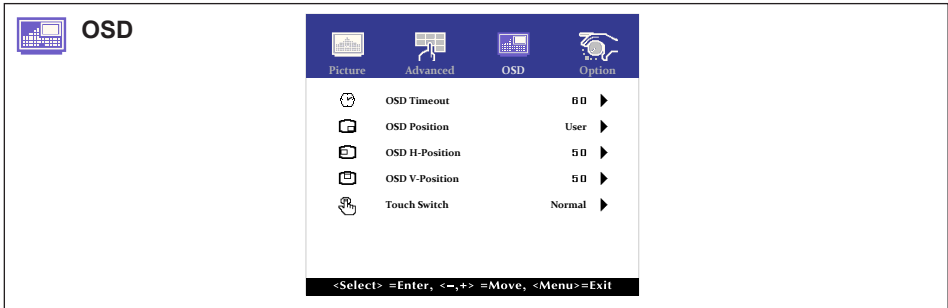 OSD
Picture Advanced OSD Option
OSD Timeout 60
OSD Position User
OSD H-Position 50
OSD V-Position 50
Touch Switch Normal
<Select> =Enter, <–,+> =Move, <Menu>=Exit